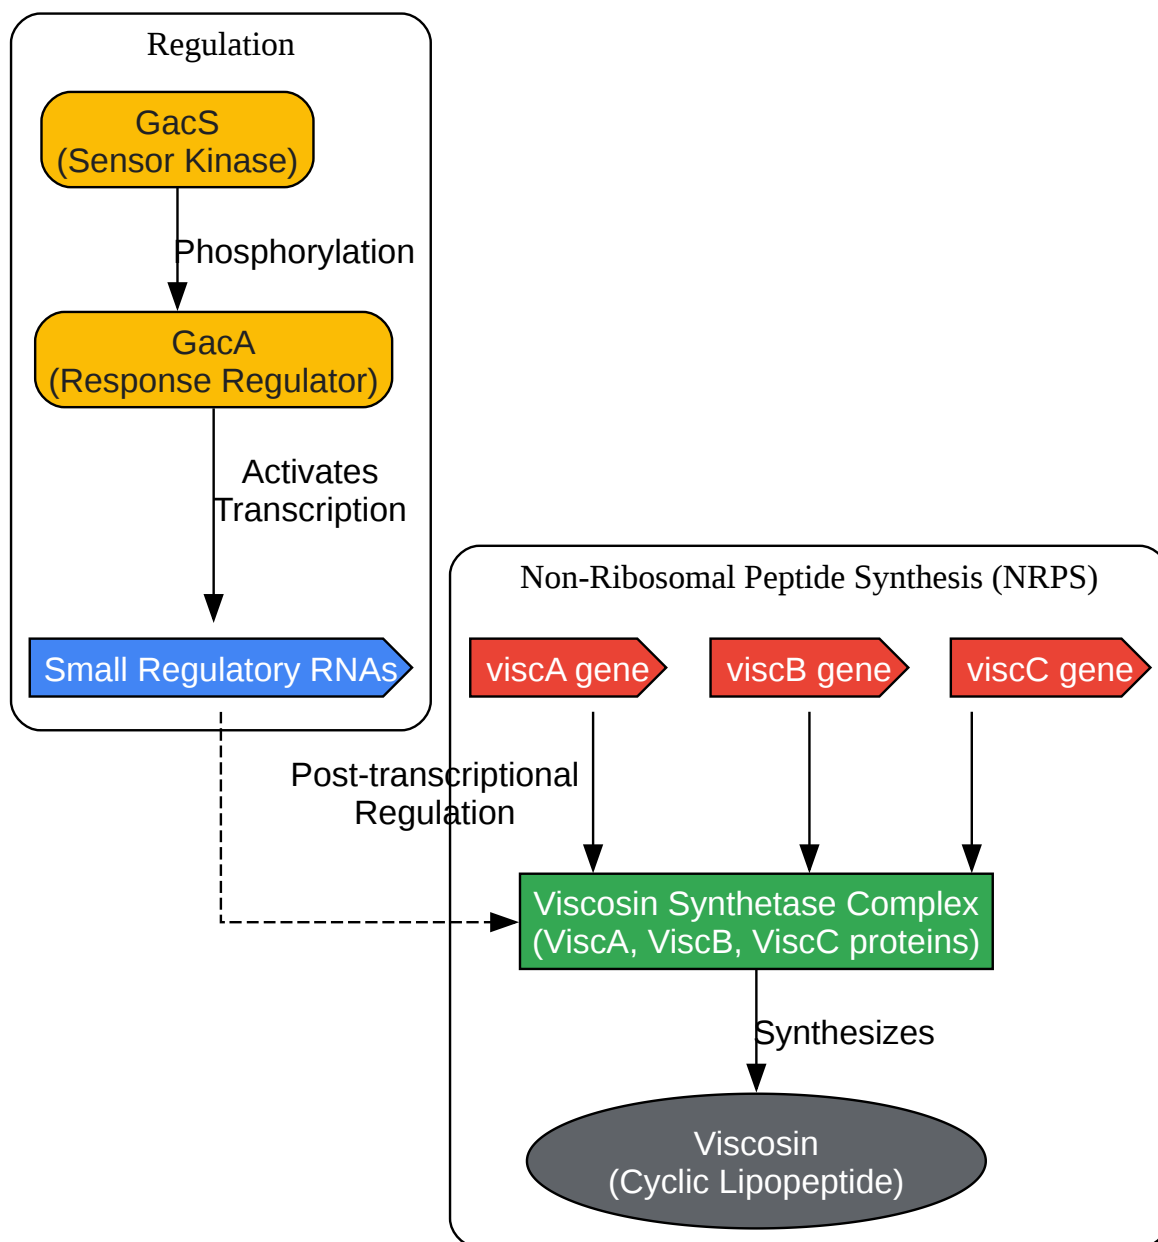 Regulation
GacS
(Sensor Kinase)
Phosphorylation
GacA
(Response Regulator)
Activates
Transcription
Small Regulatory RNAs
Non-Ribosomal Peptide Synthesis (NRPS)
viscA gene
viscB gene
viscC gene
Post-transcriptional
Regulation
Viscosin Synthetase Complex
(ViscA, ViscB, ViscC proteins)
Synthesizes
Viscosin
(Cyclic Lipopeptide)